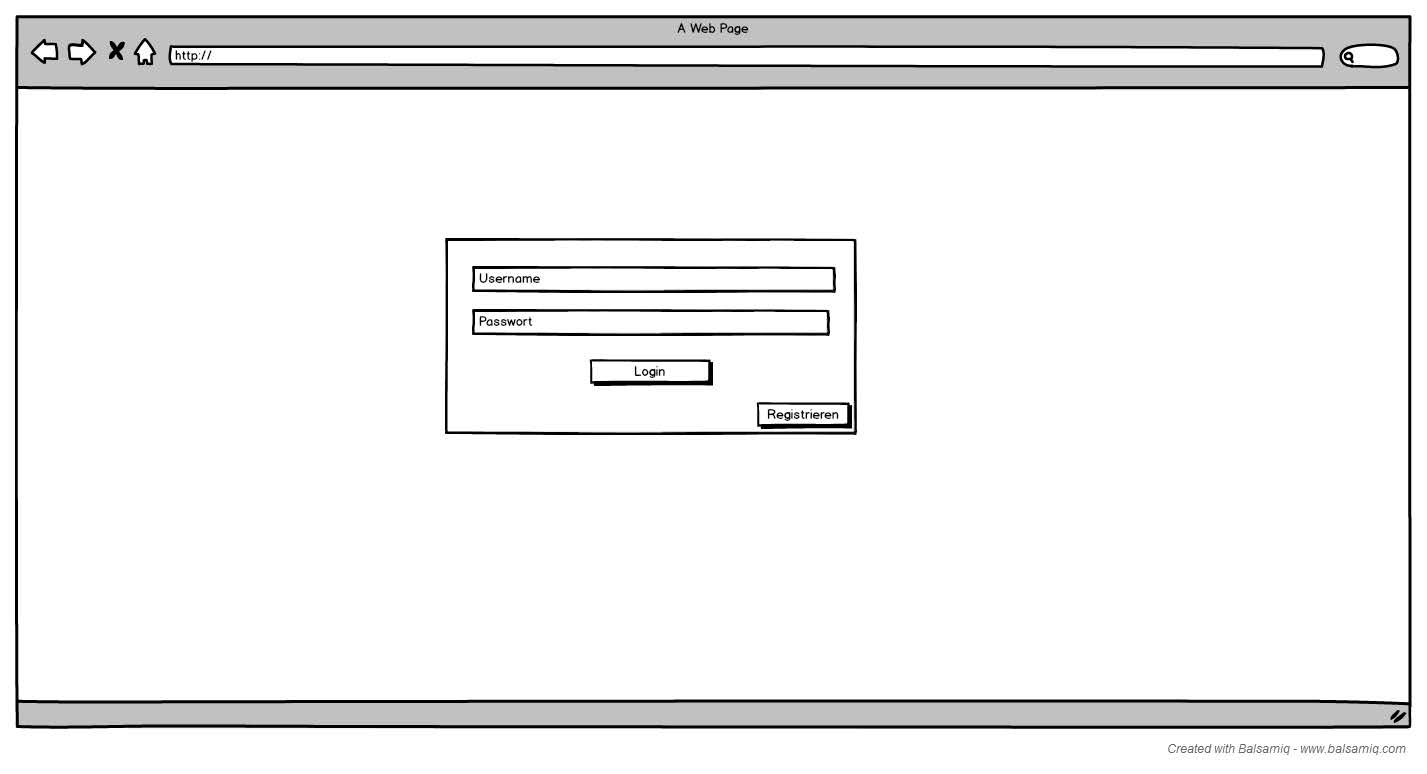 A Web Page
http://
Username
Passwort
Login
Registrieren
Created with Balsamiq - www.balsamiq.com